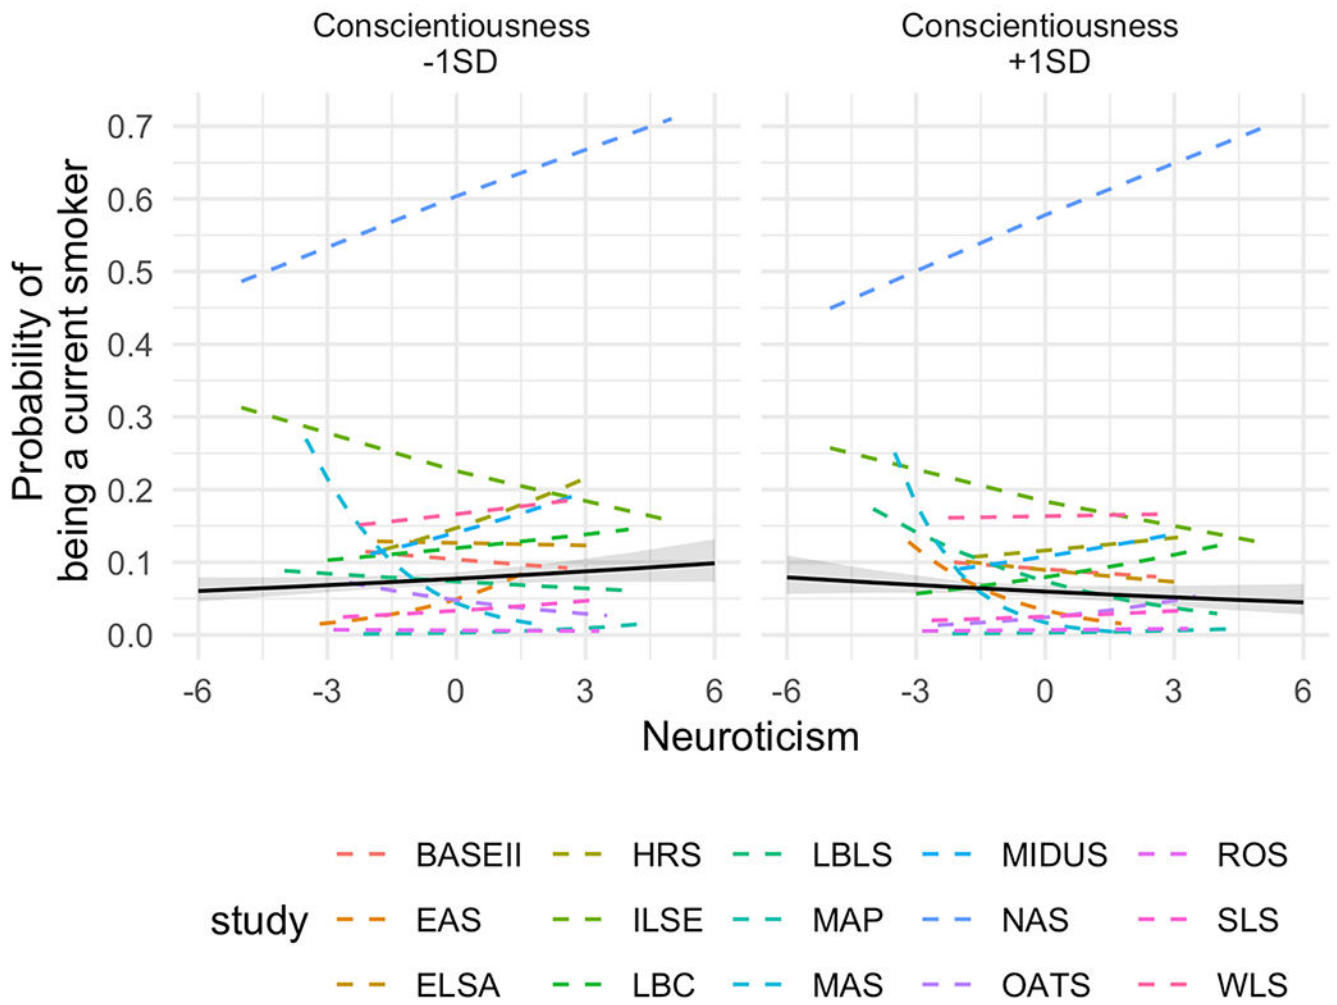 Conscientiousness
-1SD
Conscientiousness
+1SD
Probability of
being a current smoker
0.7
0.6
0.5
0.4
0.3
0.2
0.1
0.0
-6 -3 0 3 6
-6 -3 0 3 6
Neuroticism
study
BASEII HRS LBLS MIDUS ROS
EAS ILSE MAP NAS SLS
ELSA LBC MAS OATS WLS